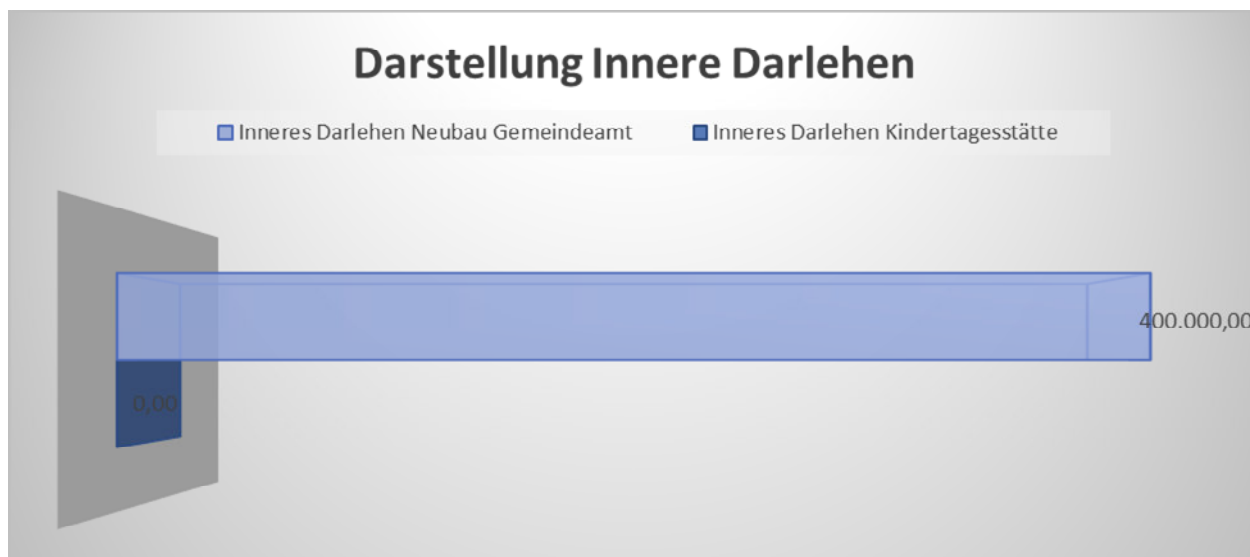 Darstellung Innere Darlehen
Inneres Darlehen Neubau Gemeindeamt Inneres Darlehen Kindertagesstätte
400.000,00
0,00